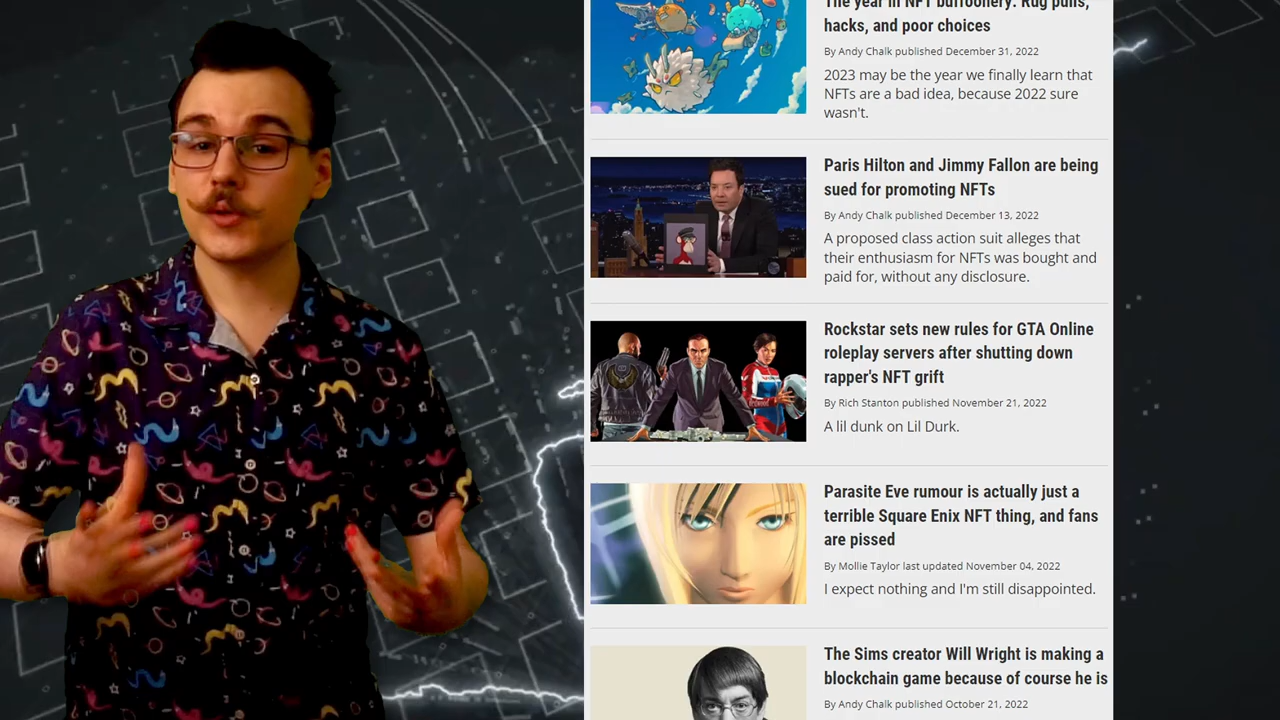 The year in NFT buffoonery: Rug pulls,
hacks, and poor choices
By Andy Chalk published December 31, 2022
2023 may be the year we finally learn that
NFTs are a bad idea, because 2022 sure
wasn't.
Paris Hilton and Jimmy Fallon are being
sued for promoting NFTs
By Andy Chalk published December 13, 2022
A proposed class action suit alleges that
their enthusiasm for NFTs was bought and
paid for, without any disclosure.
Rockstar sets new rules for GTA Online
roleplay servers after shutting down
rapper's NFT grift
By Rich Stanton published November 21, 2022
A lil dunk on Lil Durk.
Parasite Eve rumour is actually just a
terrible Square Enix NFT thing, and fans
are pissed
By Mollie Taylor last updated November 04, 2022
I expect nothing and I'm still disappointed.
The Sims creator Will Wright is making a
blockchain game because of course he is
By Andy Chalk published October 21, 2022